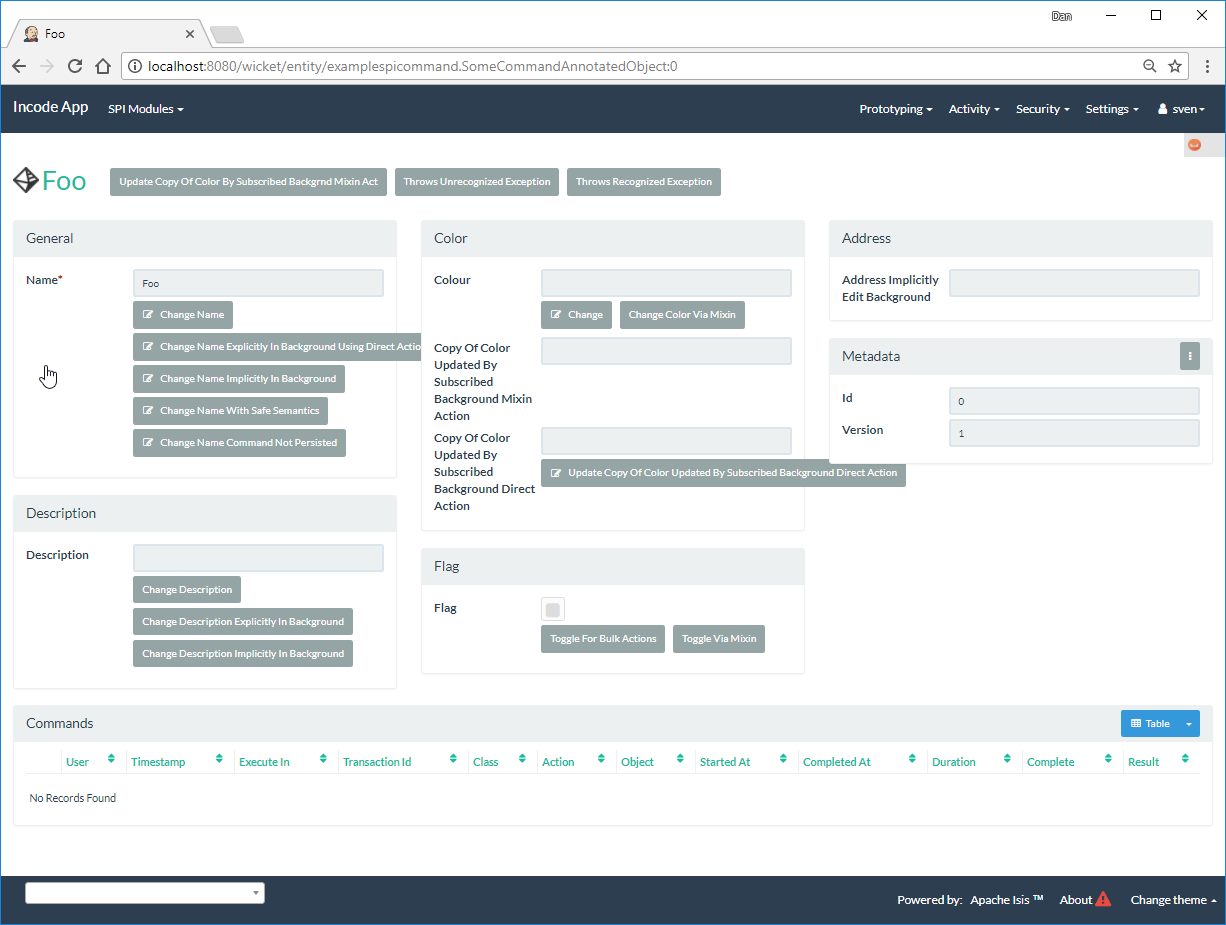 Dan
Foo
localhost:8080/wicket/entity/examplespicommand.SomeCommandAnnotatedObject:0
Incode App SPI Modules Prototyping Activity Security Settings sven
Foo Update Copy Of Color By Subscribed Backgrnd Mixin Act Throws Unrecognized Exception Throws Recognized Exception
General
Name*
Foo
Change Name
Change Name Explicitly In Background Using Direct Actio
Change Name Implicitly In Background
Change Name With Safe Semantics
Change Name Command Not Persisted
Description
Description
Change Description
Change Description Explicitly In Background
Change Description Implicitly In Background
Color
Colour
Change Change Color Via Mixin
Copy Of Color
Updated By
Subscribed
Background Mixin
Action
Copy Of Color
Updated By
Subscribed
Background Direct
Action
Update Copy Of Color Updated By Subscribed Background Direct Action
Flag
Flag
Toggle For Bulk Actions Toggle Via Mixin
Address
Address Implicitly
Edit Background
Metadata
Id 0
Version 1
Commands Table
User Timestamp Execute In Transaction Id Class Action Object Started At Completed At Duration Complete Result
No Records Found
Powered by: Apache Isis ™ About Change theme